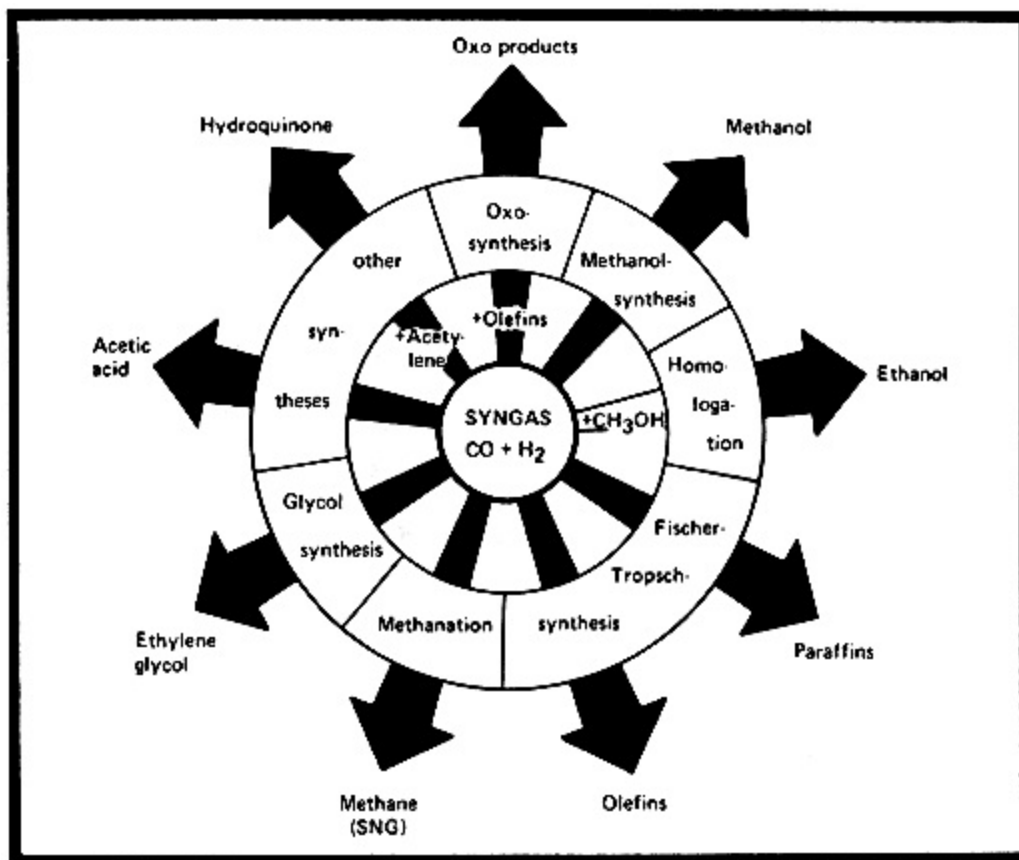 Oxo products
Hydroquinone
Methanol
Oxo-
synthesis
other
Methanol-
synthesis
+Olefins
+Acety-
lene
syn-
Acetic
acid
Homo-
loga-
tion
Ethanol
theses
SYNGAS
CO + H₂
+CH₃OH
Glycol
synthesis
Fischer-
Tropsch-
synthesis
Methanation
Ethylene
glycol
Paraffins
Methane
(SNG)
Olefins